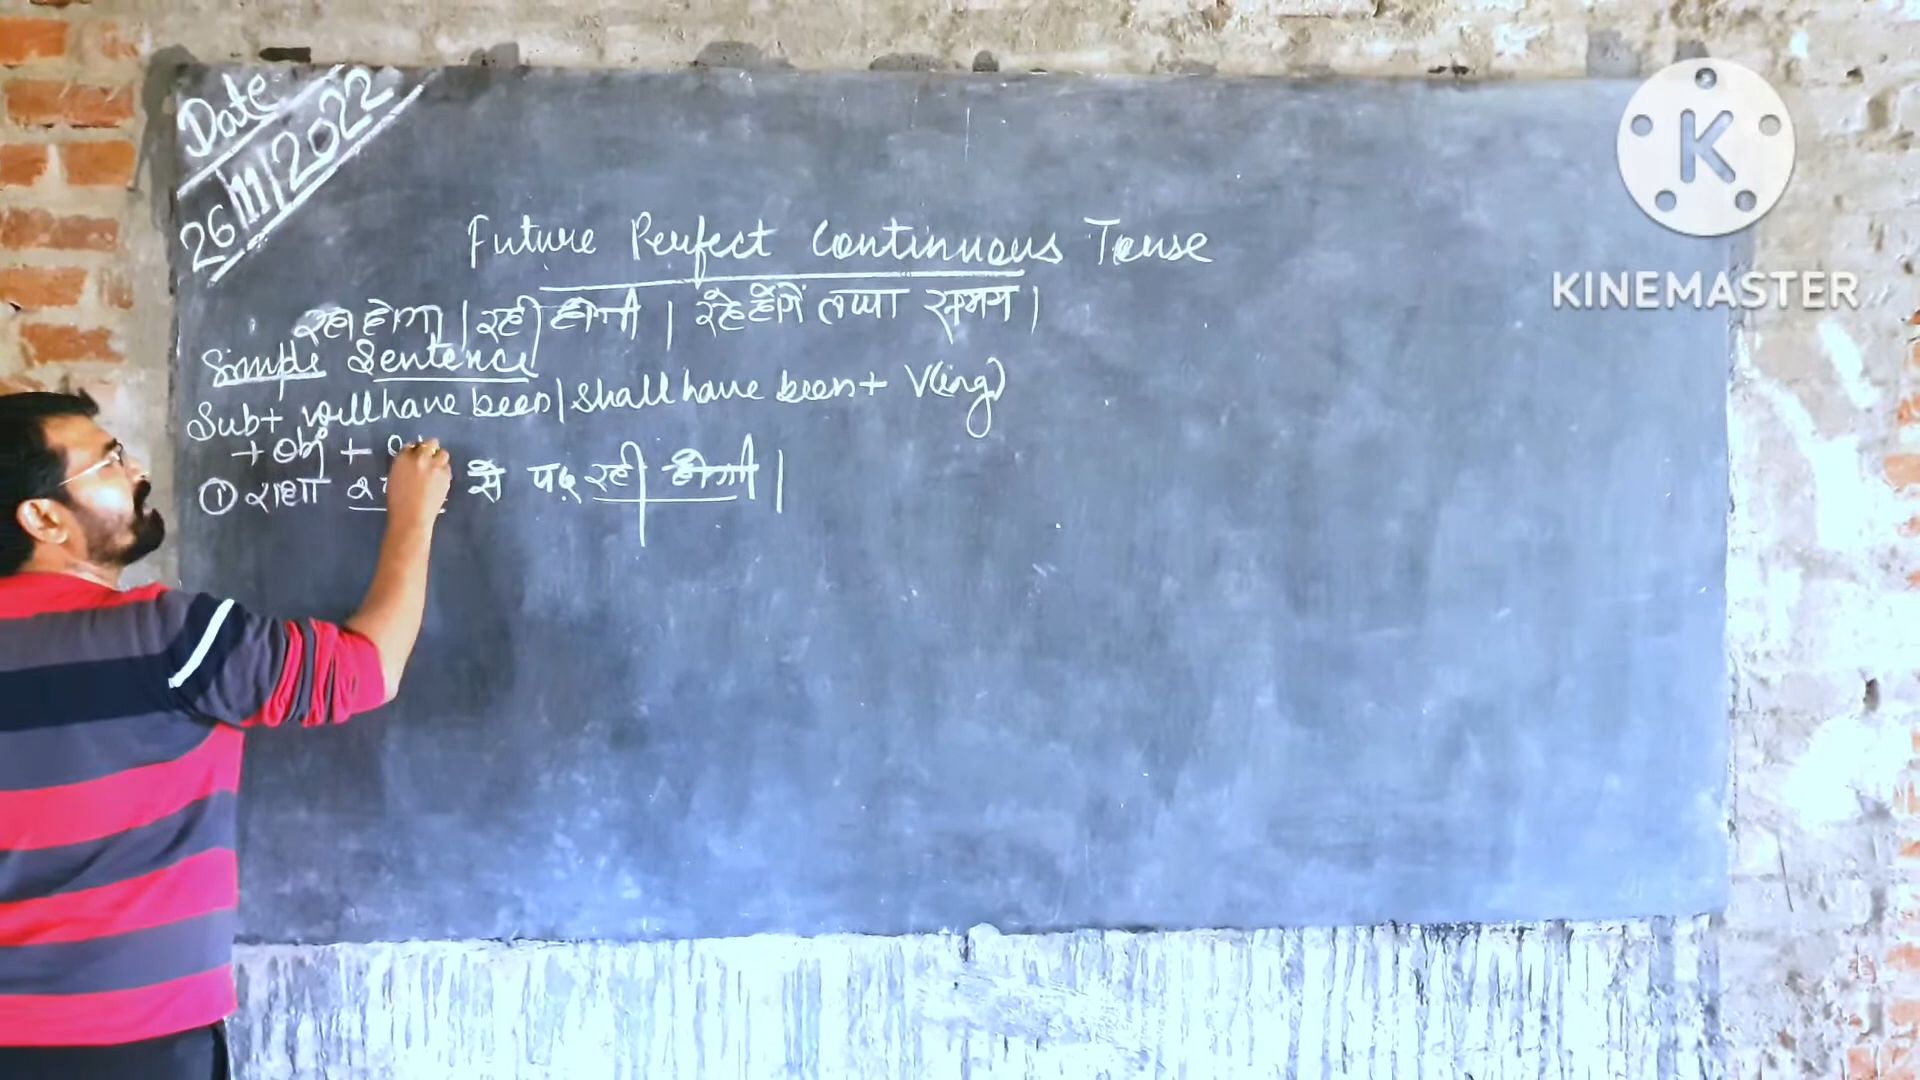 Date
26/11/2022
Future Perfect Continuous Tense
रहा होगा | रही होगी | रहे होंगें तथा समय |
Simple Sentence
Sub+ will have been | shall have been + V(ing)
+ obj +
① राधा से पढ़ रही होगी |
K
KINEMASTER